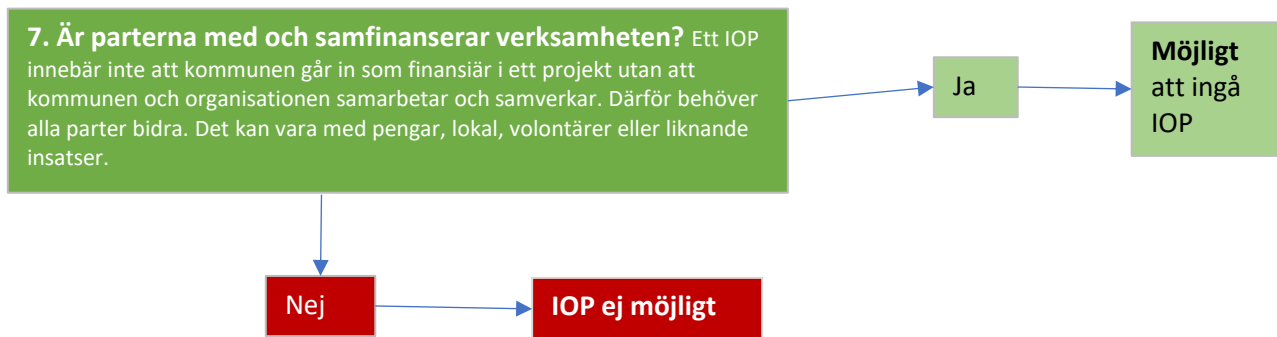 7. Är parterna med och samfinanserar verksamheten? Ett IOP
innebär inte att kommunen går in som finansiär i ett projekt utan att
kommunen och organisationen samarbetar och samverkar. Därför behöver
alla parter bidra. Det kan vara med pengar, lokal, volontärer eller liknande
insatser.
Ja
Möjligt
att ingå
IOP
Nej
IOP ej möjligt